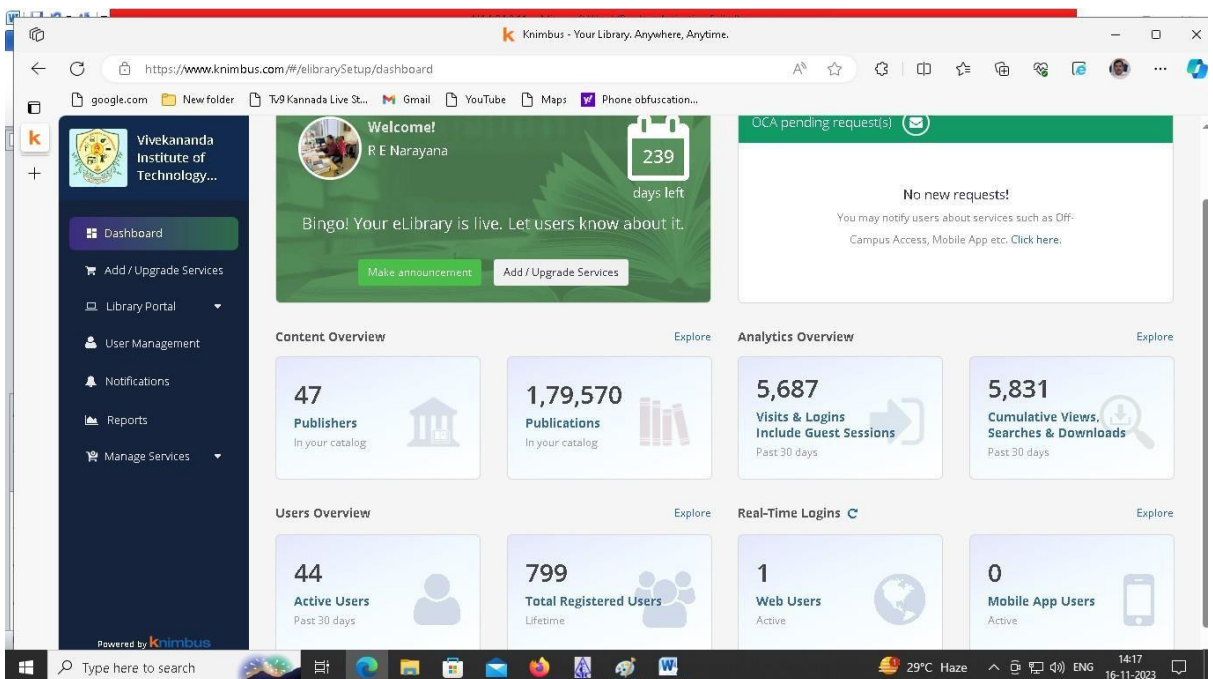 Knimbus - Your Library. Anywhere, Anytime.
https://www.knimbus.com/#/elibrarySetup/dashboard
google.com New folder Tv9 Kannada Live St... Gmail YouTube Maps Phone obfuscation...
Vivekananda
Institute of
Technology...
Dashboard
Add / Upgrade Services
Library Portal
User Management
Notifications
Reports
Manage Services
Powered by Knimbus
Welcome!
R E Narayana
239
days left
Bingo! Your eLibrary is live. Let users know about it.
Make announcement Add / Upgrade Services
OCA pending request(s)
No new requests!
You may notify users about services such as Off-
Campus Access, Mobile App etc. Click here.
Content Overview Explore
47
Publishers
In your catalog
1,79,570
Publications
In your catalog
Analytics Overview Explore
5,687
Visits & Logins
Include Guest Sessions
Past 30 days
5,831
Cumulative Views,
Searches & Downloads
Past 30 days
Users Overview Explore
44
Active Users
Past 30 days
799
Total Registered Users
Lifetime
Real-Time Logins Explore
1
Web Users
Active
0
Mobile App Users
Active
Type here to search
29°C Haze
ENG
14:17
16-11-2023